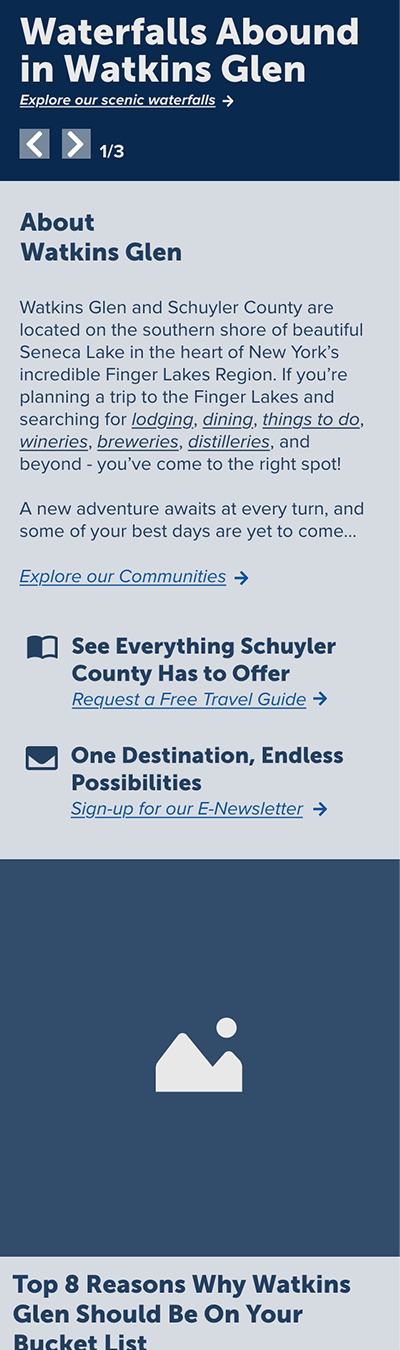 Waterfalls Abound
in Watkins Glen
Explore our scenic waterfalls
1/3
About
Watkins Glen
Watkins Glen and Schuyler County are
located on the southern shore of beautiful
Seneca Lake in the heart of New York’s
incredible Finger Lakes Region. If you’re
planning a trip to the Finger Lakes and
searching for lodging, dining, things to do,
wineries, breweries, distilleries, and
beyond - you’ve come to the right spot!
A new adventure awaits at every turn, and
some of your best days are yet to come...
Explore our Communities
See Everything Schuyler
County Has to Offer
Request a Free Travel Guide
One Destination, Endless
Possibilities
Sign-up for our E-Newsletter
Top 8 Reasons Why Watkins
Glen Should Be On Your
Bucket List